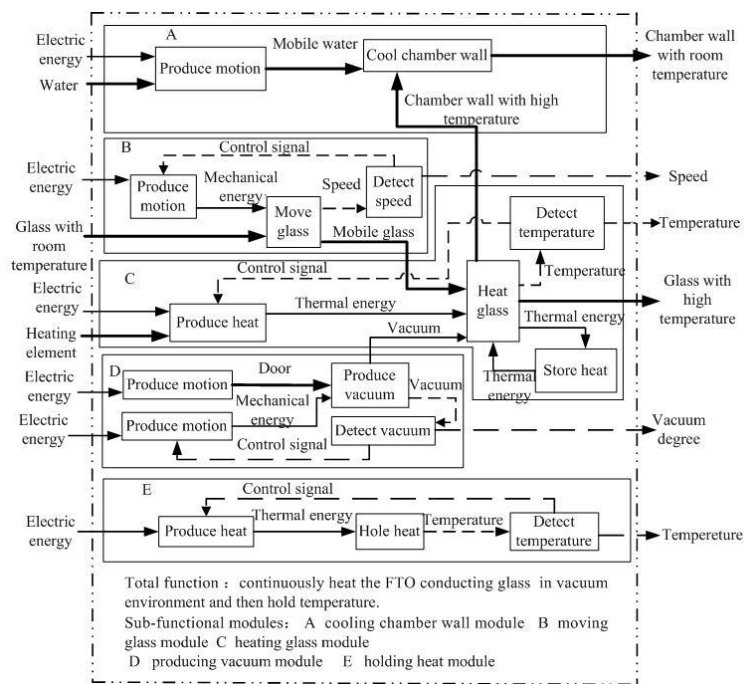 A
Electric
energy
Water
Produce motion
Mobile water
Cool chamber wall
Chamber wall
with room
temperature
Chamber wall with high
temperature
B
Control signal
Electric
energy
Produce
motion
Mechanical
energy
Move
glass
Speed
Detect
speed
Speed
Glass with
room
temperature
Mobile glass
Detect
temperature
Temperature
Control signal
Temperature
C
Electric
energy
Heating
element
Produce heat
Thermal energy
Heat
glass
Glass with
high
temperature
Thermal energy
Store heat
Thermal
energy
Vacuum
D
Electric
energy
Produce motion
Door
Produce
vacuum
Vacuum
Mechanical
energy
Electric
energy
Produce motion
Control signal
Detect vacuum
Vacuum
degree
E
Control signal
Electric
energy
Produce heat
Thermal energy
Hole heat
Temperature
Detect
temperature
Tempereture
Total function： continuously heat the FTO conducting glass in vacuum
environment and then hold temperature.
Sub-functional modules： A cooling chamber wall module B moving
glass module C heating glass module
D producing vacuum module E holding heat module